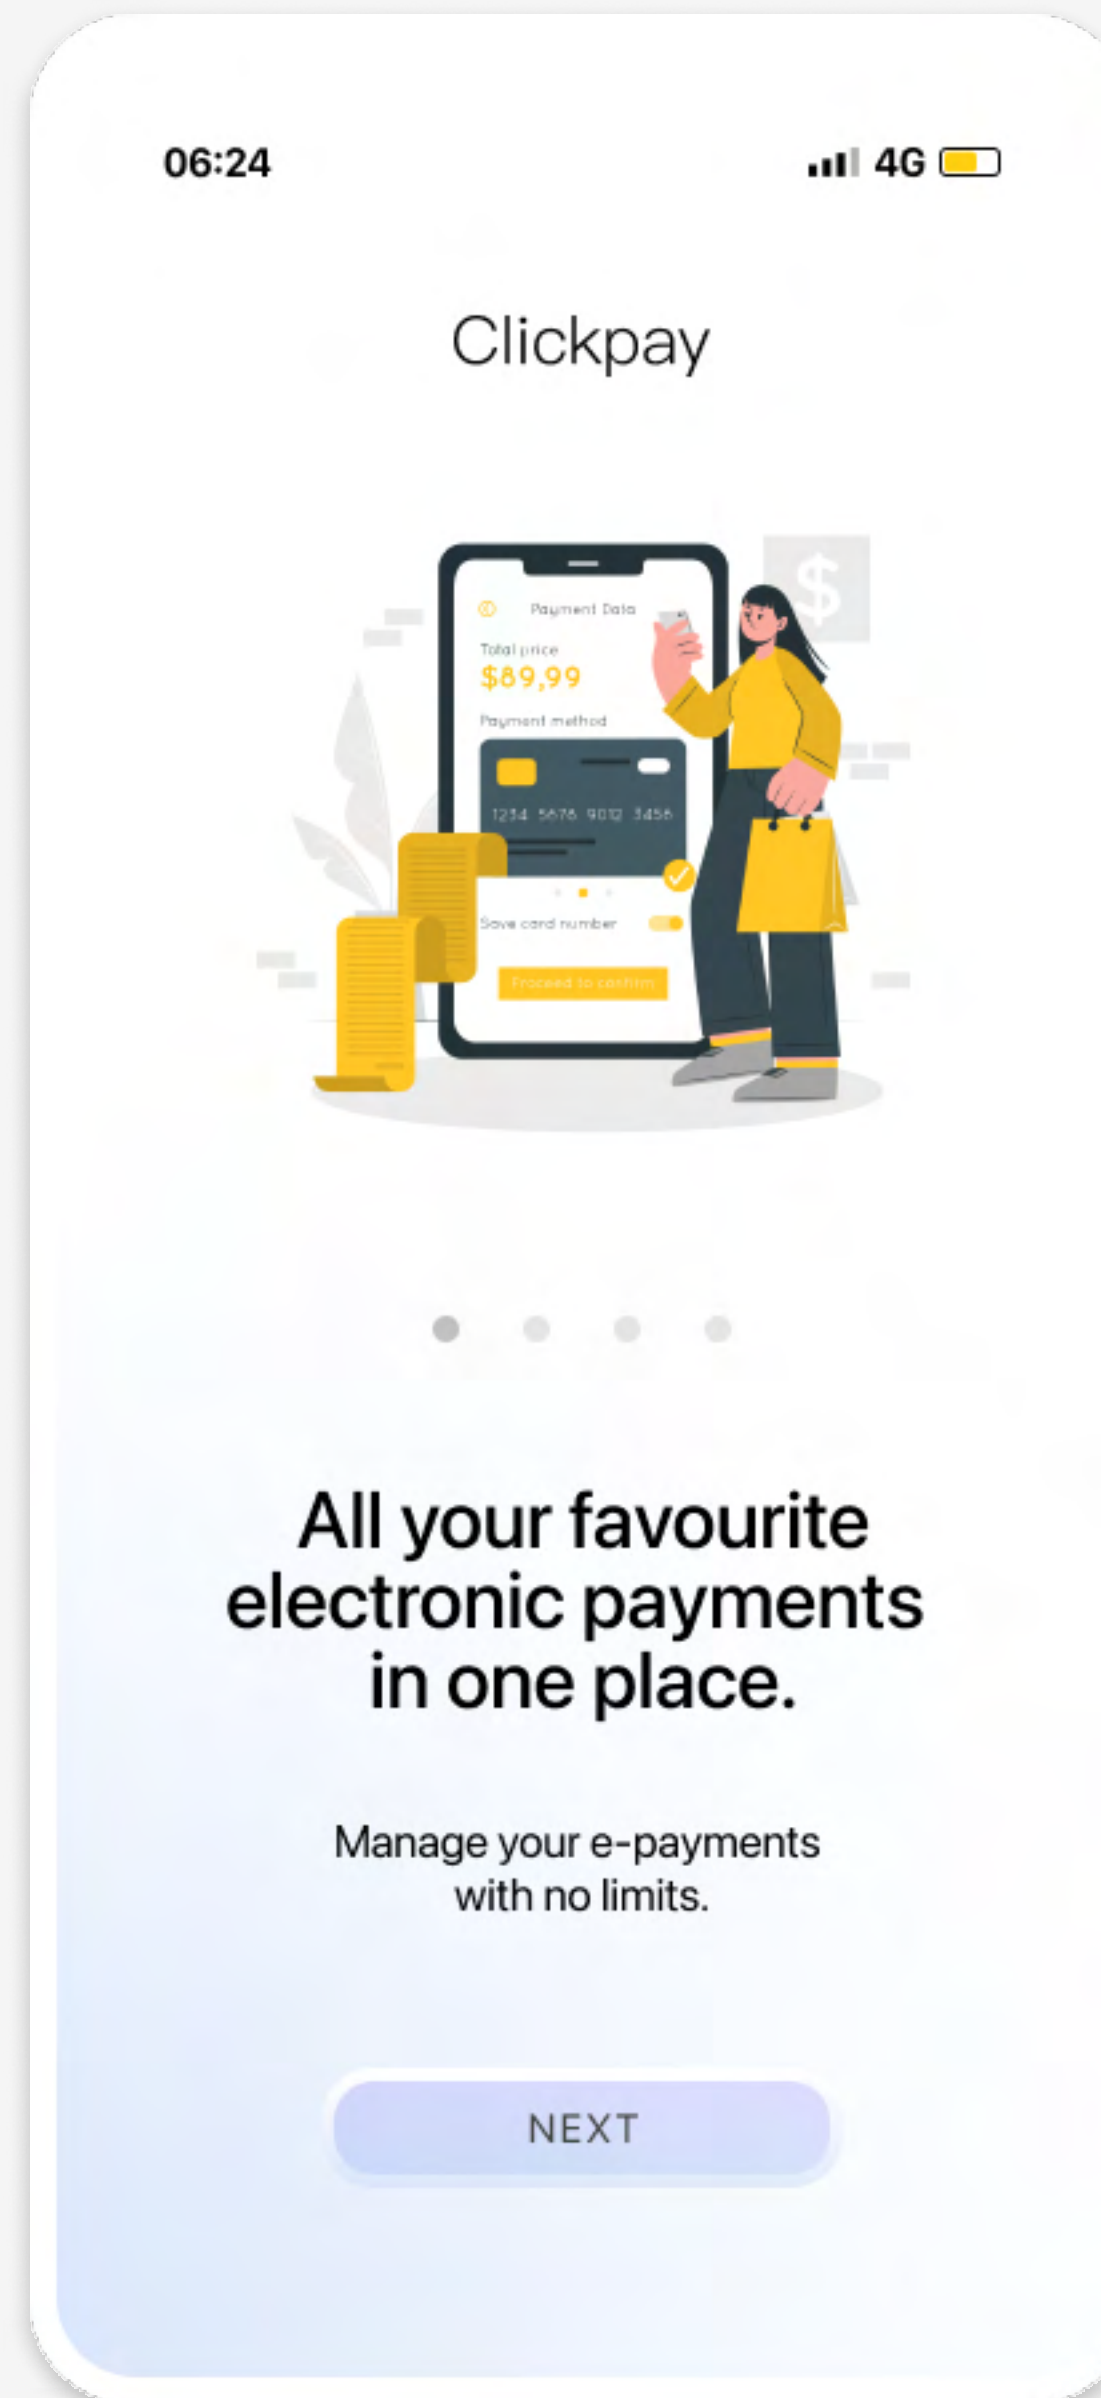 06:24
4G
Clickpay
$
Payment Data
Total price
$89,99
Payment method
1234 5678 9012 3456
Save card number
Proceed to confirm
All your favourite
electronic payments
in one place.
Manage your e-payments
with no limits.
NEXT